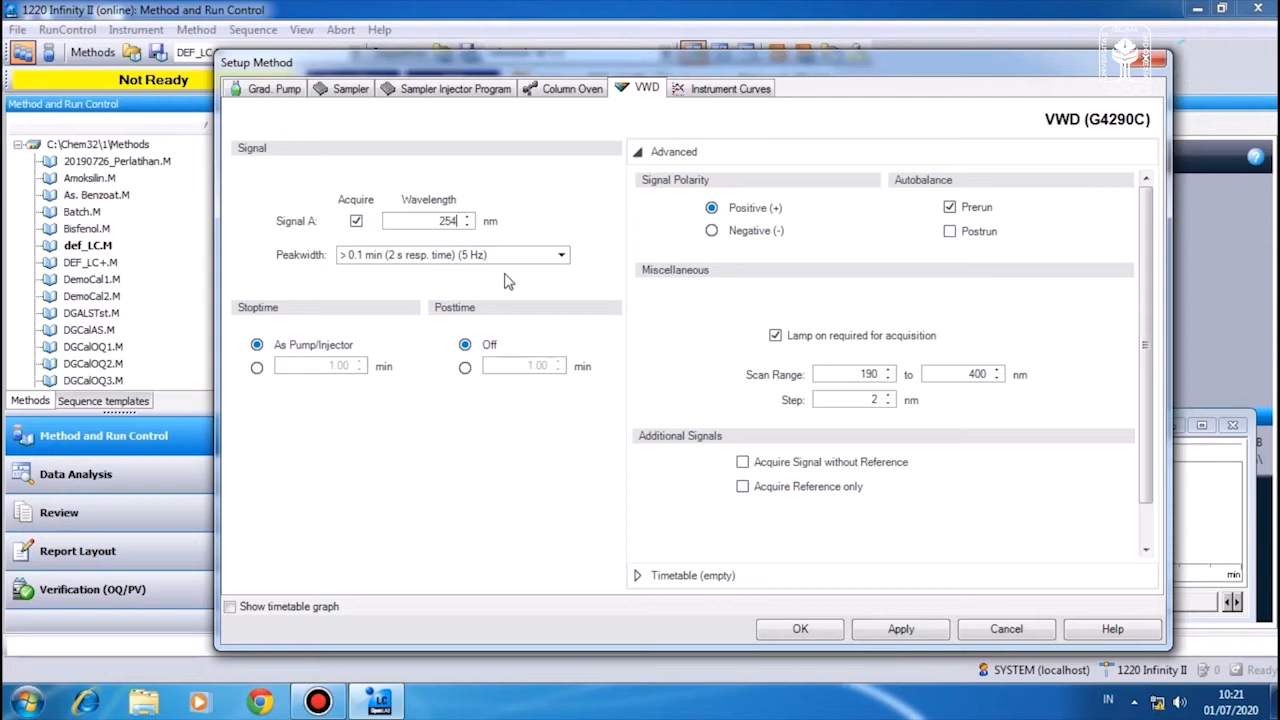 1220 Infinity II (online): Method and Run Control
File RunControl Instrument Method Sequence View Abort Help
Methods DEF_LC
Not Ready
Method and Run Control
C:\Chem32\1\Methods
20190726_Perlatihan.M
Amoksilin.M
As. Benzoat.M
Batch.M
Bisfenol.M
def_LC.M
DEF_LC+.M
DemoCal1.M
DemoCal2.M
DGALSTst.M
DGCalAS.M
DGCalOQ1.M
DGCalOQ2.M
DGCalOQ3.M
Methods Sequence templates
Method and Run Control
Data Analysis
Review
Report Layout
Verification (OQ/PV)
Setup Method
Grad. Pump Sampler Sampler Injector Program Column Oven VWD Instrument Curves
VWD (G4290C)
Signal
Acquire Wavelength
Signal A: 254 nm
Peakwidth: > 0.1 min (2 s resp. time) (5 Hz)
Stoptime Posttime
As Pump/Injector Off
1.00 min 1.00 min
Advanced
Signal Polarity Autobalance
Positive (+) Prerun
Negative (-) Postrun
Miscellaneous
Lamp on required for acquisition
Scan Range: 190 to 400 nm
Step: 2 nm
Additional Signals
Acquire Signal without Reference
Acquire Reference only
Timetable (empty)
Show timetable graph
OK Apply Cancel Help
min
SYSTEM (localhost) 1220 Infinity II 0 Ready
LC
OpenLAB
IN 10:21
01/07/2020